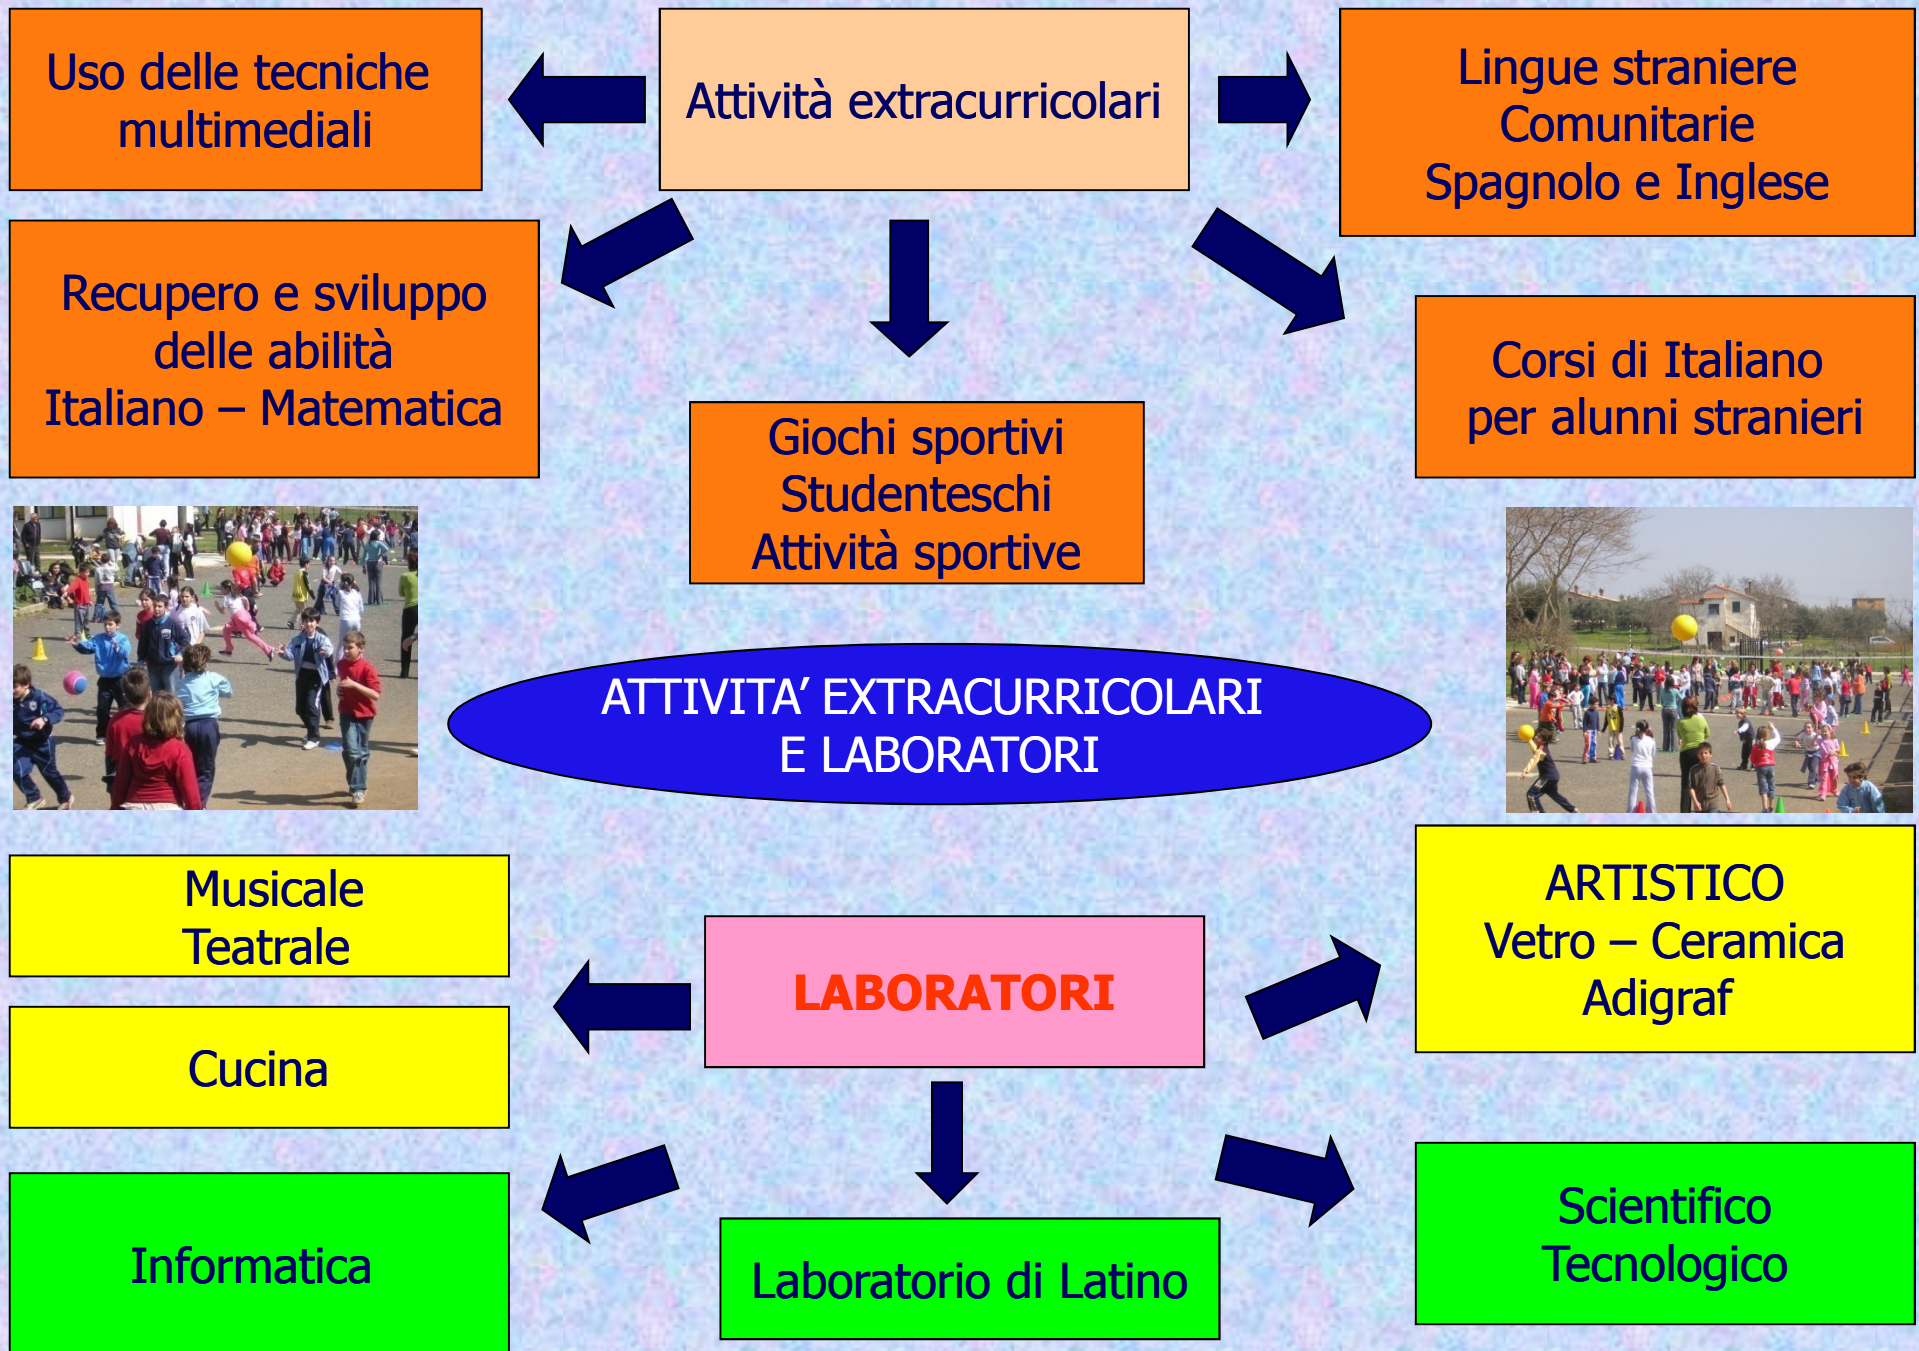 Uso delle tecniche
multimediali
Attività extracurricolari
Lingue straniere
Comunitarie
Spagnolo e Inglese
Recupero e sviluppo
delle abilità
Italiano – Matematica
Giochi sportivi
Studenteschi
Attività sportive
Corsi di Italiano
per alunni stranieri
ATTIVITA’ EXTRACURRICOLARI
E LABORATORI
Musicale
Teatrale
Cucina
LABORATORI
ARTISTICO
Vetro – Ceramica
Adigraf
Informatica
Laboratorio di Latino
Scientifico
Tecnologico